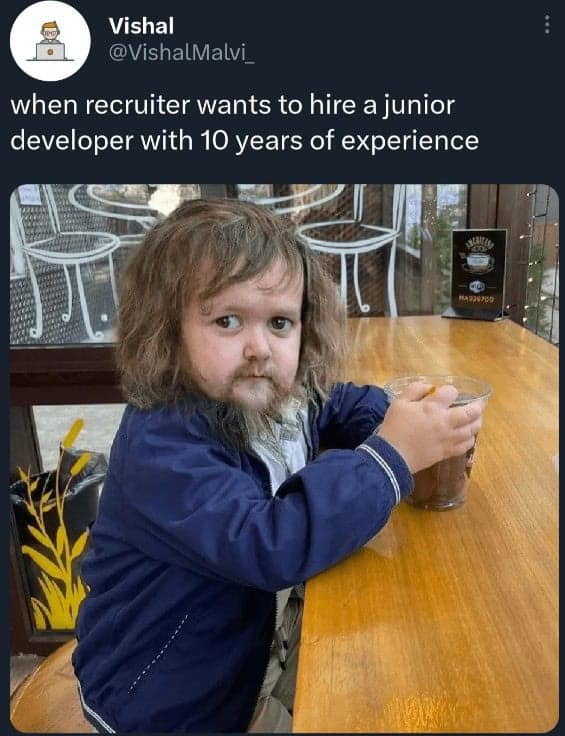 Vishal
@VishalMalvi_
when recruiter wants to hire a junior
developer with 10 years of experience